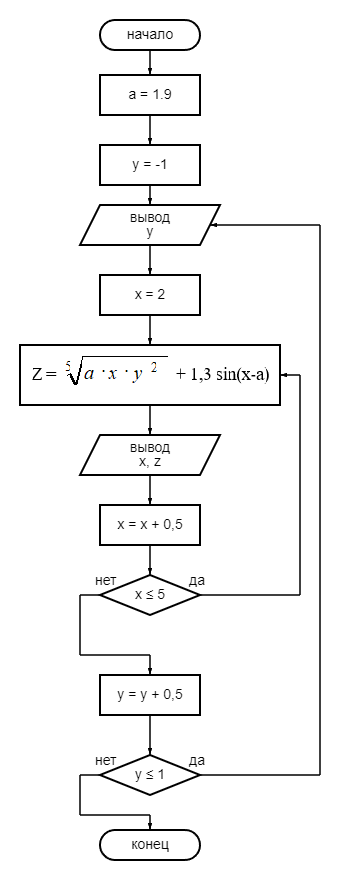 начало
a = 1.9
y = -1
вывод
y
x = 2
Z = ⁵√(a · x · y ²) + 1,3 sin(x-a)
вывод
x, z
x = x + 0,5
нет
да
x ≤ 5
y = y + 0,5
нет
да
y ≤ 1
конец